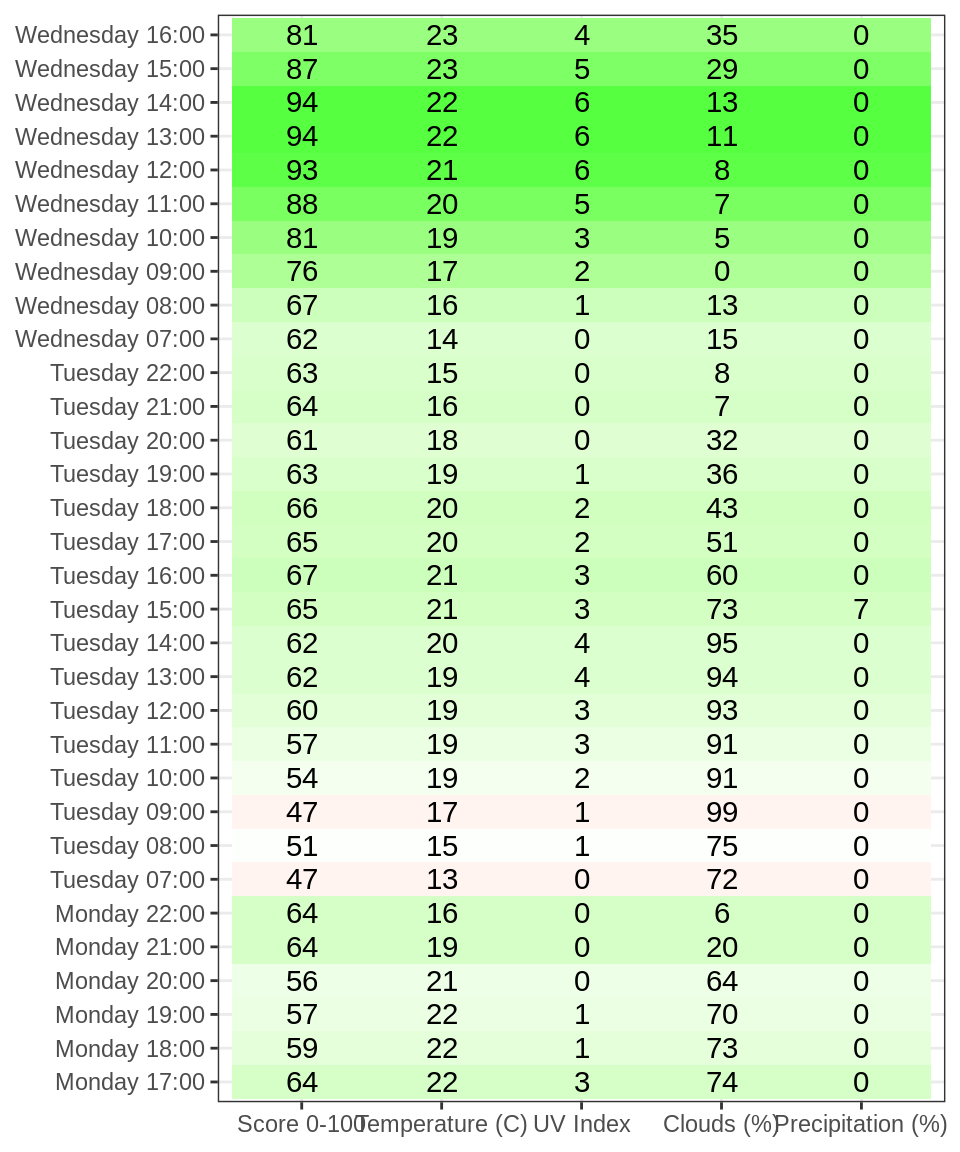 Wednesday 16:00 81 23 4 35 0
Wednesday 15:00 87 23 5 29 0
Wednesday 14:00 94 22 6 13 0
Wednesday 13:00 94 22 6 11 0
Wednesday 12:00 93 21 6 8 0
Wednesday 11:00 88 20 5 7 0
Wednesday 10:00 81 19 3 5 0
Wednesday 09:00 76 17 2 0 0
Wednesday 08:00 67 16 1 13 0
Wednesday 07:00 62 14 0 15 0
Tuesday 22:00 63 15 0 8 0
Tuesday 21:00 64 16 0 7 0
Tuesday 20:00 61 18 0 32 0
Tuesday 19:00 63 19 1 36 0
Tuesday 18:00 66 20 2 43 0
Tuesday 17:00 65 20 2 51 0
Tuesday 16:00 67 21 3 60 0
Tuesday 15:00 65 21 3 73 7
Tuesday 14:00 62 20 4 95 0
Tuesday 13:00 62 19 4 94 0
Tuesday 12:00 60 19 3 93 0
Tuesday 11:00 57 19 3 91 0
Tuesday 10:00 54 19 2 91 0
Tuesday 09:00 47 17 1 99 0
Tuesday 08:00 51 15 1 75 0
Tuesday 07:00 47 13 0 72 0
Monday 22:00 64 16 0 6 0
Monday 21:00 64 19 0 20 0
Monday 20:00 56 21 0 64 0
Monday 19:00 57 22 1 70 0
Monday 18:00 59 22 1 73 0
Monday 17:00 64 22 3 74 0
Score 0-100 Temperature (C) UV Index Clouds (%) Precipitation (%)